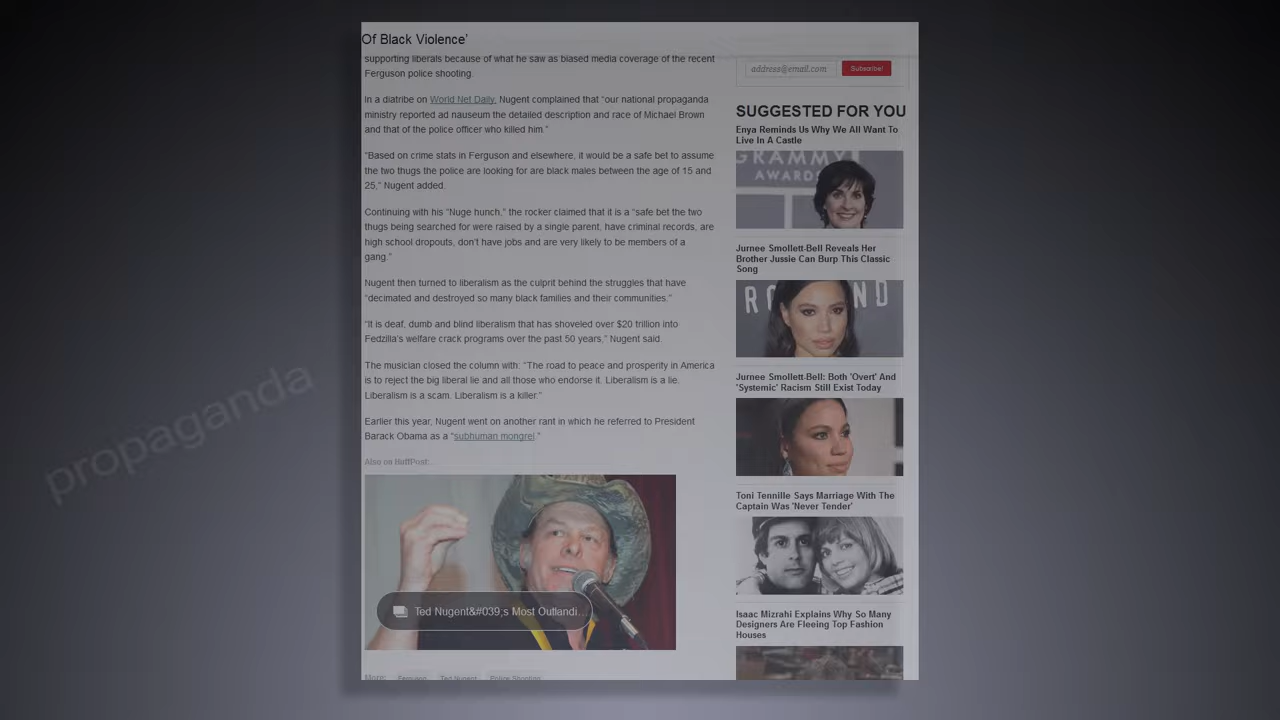 Of Black Violence'
supporting liberals because of what he saw as biased media coverage of the recent
Ferguson police shooting.
In a diatribe on World Net Daily, Nugent complained that “our national propaganda
ministry reported ad nauseum the detailed description and race of Michael Brown
and that of the police officer who killed him.”
“Based on crime stats in Ferguson and elsewhere, it would be a safe bet to assume
the two thugs the police are looking for are black males between the age of 15 and
25,” Nugent added.
Continuing with his “Nuge hunch,” the rocker claimed that it is a “safe bet the two
thugs being searched for were raised by a single parent, have criminal records, are
high school dropouts, don’t have jobs and are very likely to be members of a
gang.”
Nugent then turned to liberalism as the culprit behind the struggles that have
“decimated and destroyed so many black families and their communities.”
“It is deaf, dumb and blind liberalism that has shoveled over $20 trillion into
Fedzilla’s welfare crack programs over the past 50 years,” Nugent said.
The musician closed the column with: “The road to peace and prosperity in America
is to reject the big liberal lie and all those who endorse it. Liberalism is a lie.
Liberalism is a scam. Liberalism is a killer.”
Earlier this year, Nugent went on another rant in which he referred to President
Barack Obama as a “subhuman mongrel.”
Also on HuffPost:
Ted Nugent&#039;s Most Outlandi...
More:
Ferguson
Ted Nugent
Police Shooting
address@email.com
Subscribe!
SUGGESTED FOR YOU
Enya Reminds Us Why We All Want To
Live In A Castle
GRAMMY
AWARDS
Jurnee Smollett-Bell Reveals Her
Brother Jussie Can Burp This Classic
Song
Jurnee Smollett-Bell: Both 'Overt' And
'Systemic' Racism Still Exist Today
Toni Tennille Says Marriage With The
Captain Was 'Never Tender'
Isaac Mizrahi Explains Why So Many
Designers Are Fleeing Top Fashion
Houses
propaganda